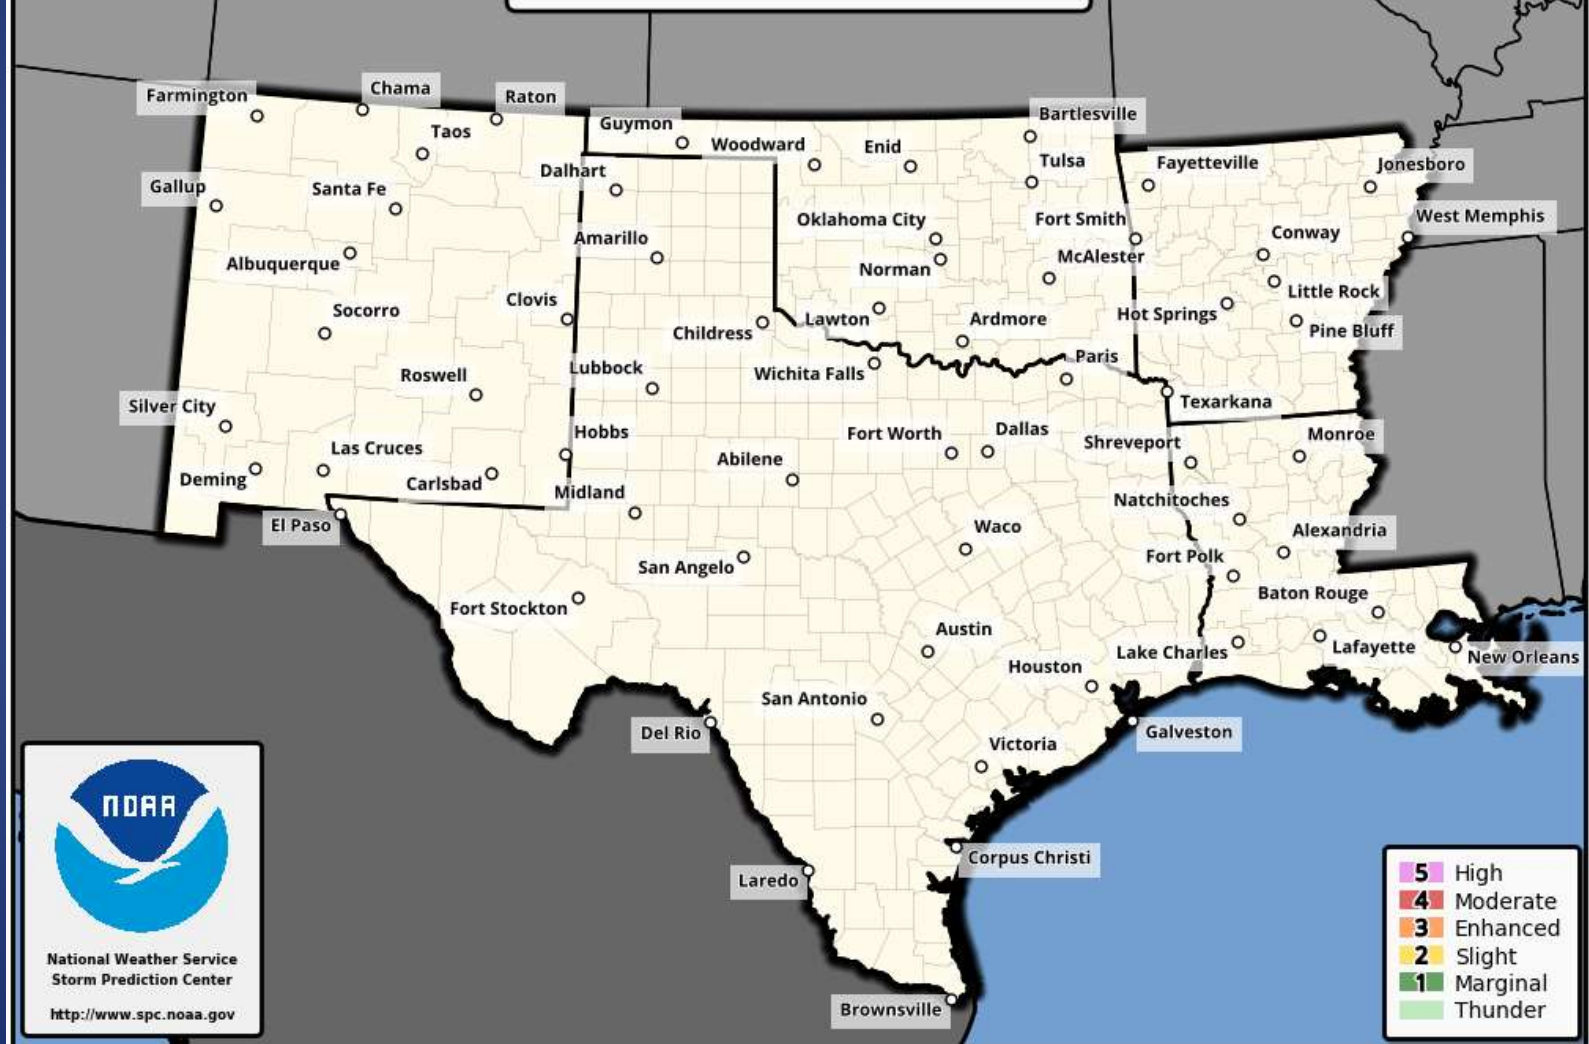 Farmington
Chama
Raton
Taos
Guymon
Woodward
Enid
Bartlesville
Tulsa
Fayetteville
Jonesboro
Gallup
Santa Fe
Dalhart
Oklahoma City
Fort Smith
West Memphis
Conway
Albuquerque
Amarillo
Norman
McAlester
Little Rock
Socorro
Clovis
Childress
Lawton
Ardmore
Hot Springs
Pine Bluff
Roswell
Lubbock
Wichita Falls
Paris
Texarkana
Silver City
Las Cruces
Hobbs
Fort Worth
Dallas
Shreveport
Monroe
Deming
Carlsbad
Midland
Abilene
Natchitoches
El Paso
Waco
Alexandria
San Angelo
Fort Polk
Fort Stockton
Baton Rouge
Austin
Lake Charles
Lafayette
New Orleans
Houston
San Antonio
Del Rio
Galveston
Victoria
Corpus Christi
Laredo
Brownsville
NOAA
National Weather Service
Storm Prediction Center
http://www.spc.noaa.gov
5 High
4 Moderate
3 Enhanced
2 Slight
1 Marginal
Thunder